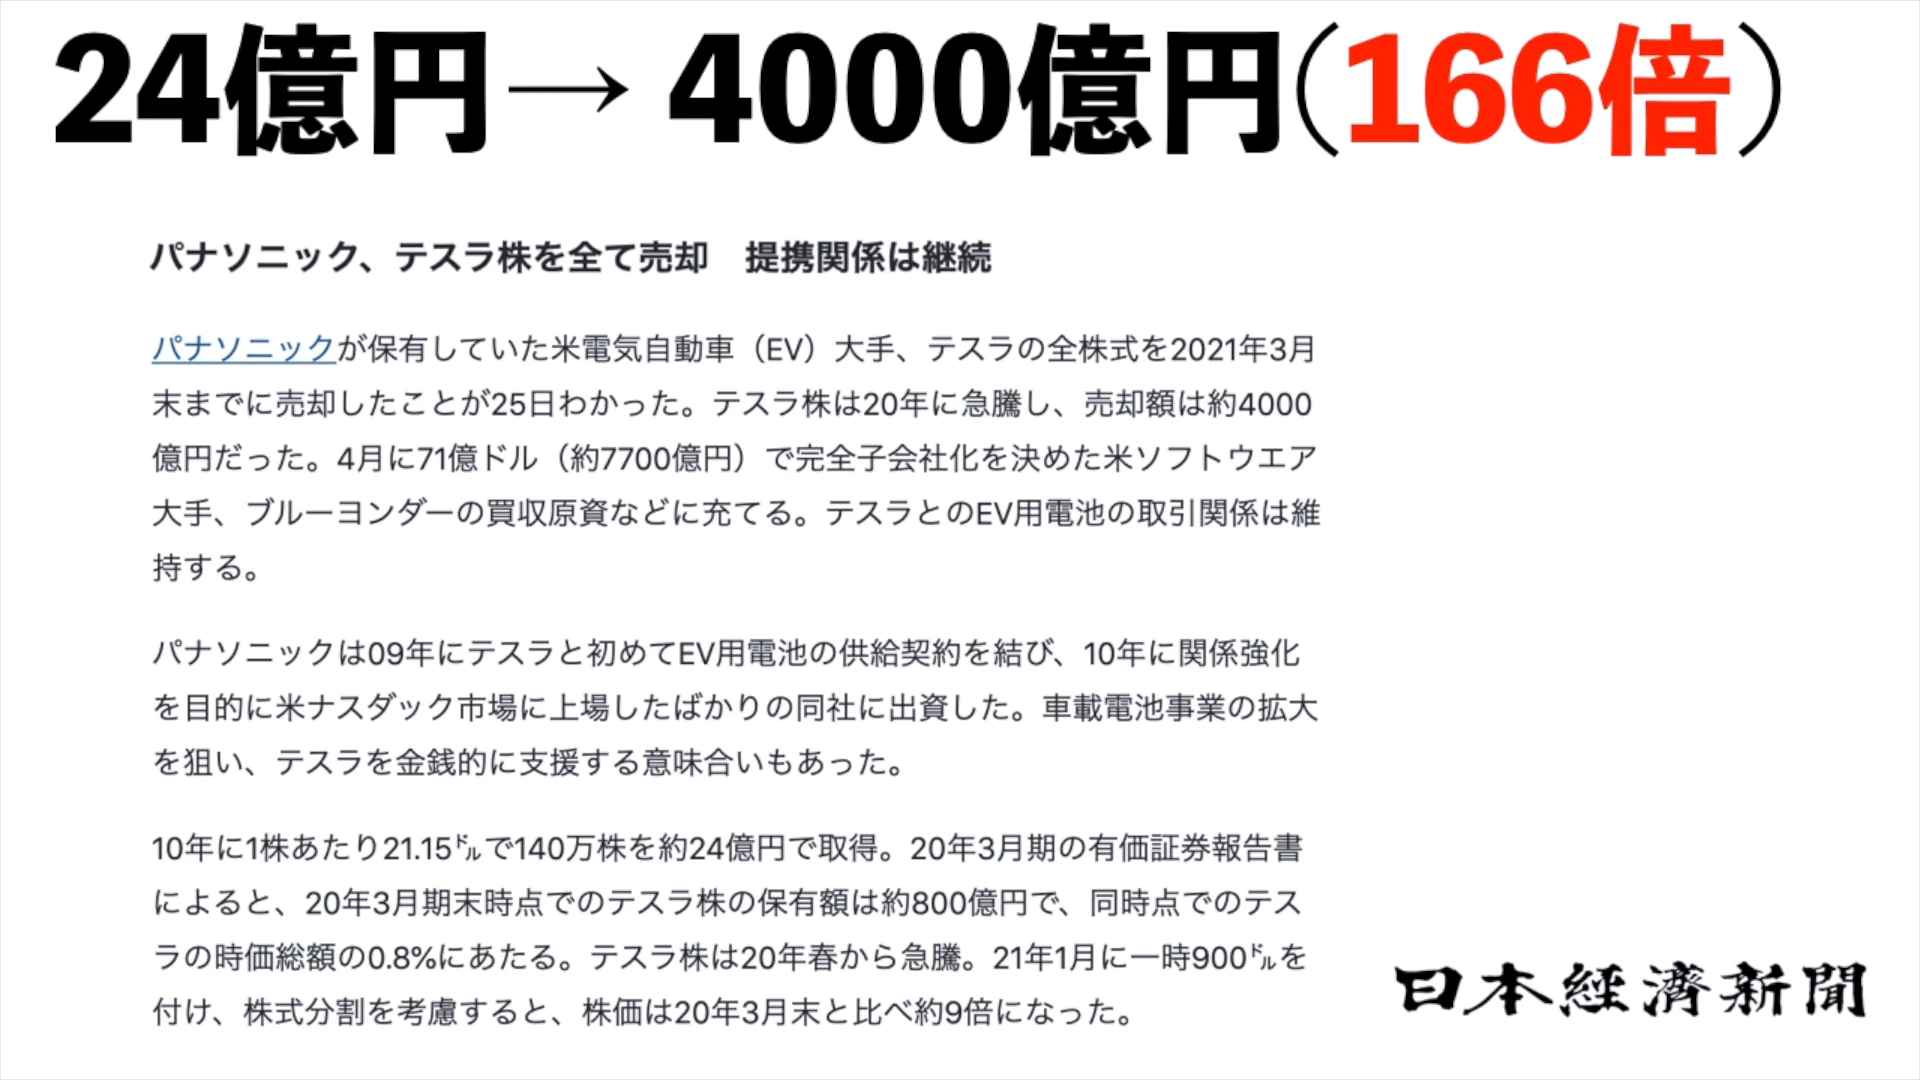 24億円→ 4000億円(166倍)
パナソニック、テスラ株を全て売却　提携関係は継続
パナソニックが保有していた米電気自動車（EV）大手、テスラの全株式を2021年3月
末までに売却したことが25日わかった。テスラ株は20年に急騰し、売却額は約4000
億円だった。4月に71億ドル（約7700億円）で完全子会社化を決めた米ソフトウエア
大手、ブルーヨンダーの買収原資などに充てる。テスラとのEV用電池の取引関係は維
持する。
パナソニックは09年にテスラと初めてEV用電池の供給契約を結び、10年に関係強化
を目的に米ナスダック市場に上場したばかりの同社に出資した。車載電池事業の拡大
を狙い、テスラを金銭的に支援する意味合いもあった。
10年に1株あたり21.15㌦で140万株を約24億円で取得。20年3月期の有価証券報告書
によると、20年3月期末時点でのテスラ株の保有額は約800億円で、同時点でのテス
ラの時価総額の0.8%にあたる。テスラ株は20年春から急騰。21年1月に一時900㌦を
付け、株式分割を考慮すると、株価は20年3月末と比べ約9倍になった。
日本経済新聞